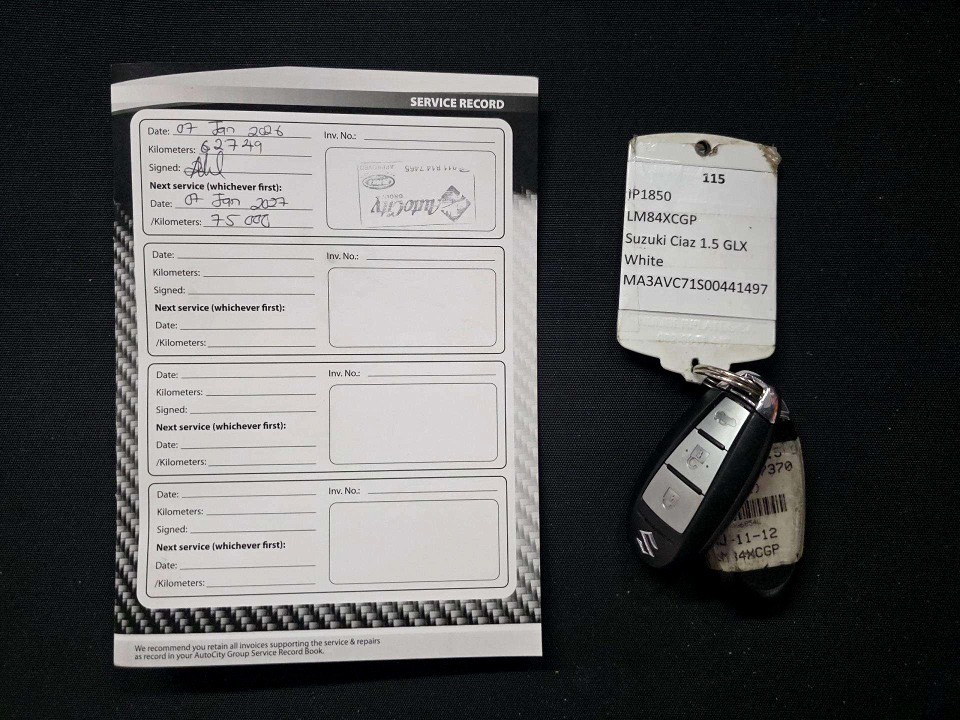 SERVICE RECORD
Date: 07 Jan 2026
Inv. No.:
Kilometers: 62749
Signed:
Next service (whichever first):
Date: 07 Jan 2027
/Kilometers: 75 000
AutoCity
Date:
Inv. No.:
Kilometers:
Signed:
Next service (whichever first):
Date:
/Kilometers:
Date:
Inv. No.:
Kilometers:
Signed:
Next service (whichever first):
Date:
/Kilometers:
Date:
Inv. No.:
Kilometers:
Signed:
Next service (whichever first):
Date:
/Kilometers:
We recommend you retain all invoices supporting the service & repairs
as record in your AutoCity Group Service Record Book.
115
IP1850
LM84XCGP
Suzuki Ciaz 1.5 GLX
White
MA3AVC71S00441497
7370
-11-12
84XCGP